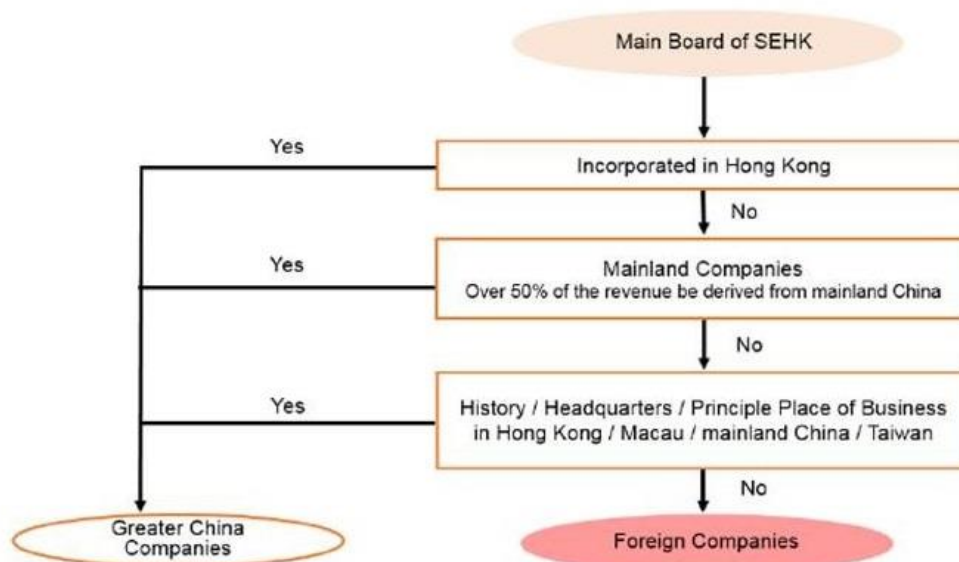 Main Board of SEHK
Yes
Incorporated in Hong Kong
No
Yes
Mainland Companies
Over 50% of the revenue be derived from mainland China
No
Yes
History / Headquarters / Principle Place of Business
in Hong Kong / Macau / mainland China / Taiwan
No
Greater China
Companies
Foreign Companies